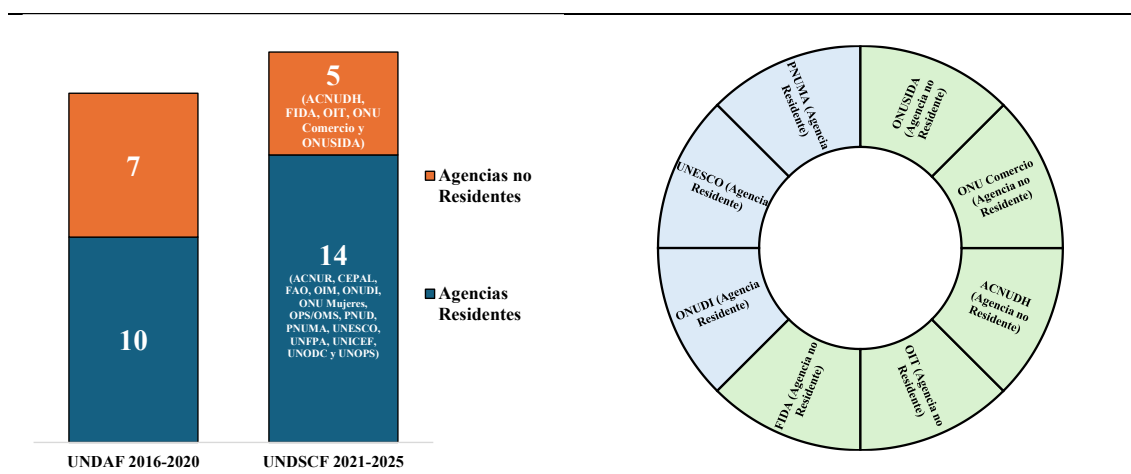 7
10
UNDAF 2016-2020
5
(ACNUDH,
FIDA, OIT, ONU
Comercio y
ONUSIDA)
14
(ACNUR, CEPAL,
FAO, OIM, ONUDI,
ONU Mujeres,
OPS/OMS, PNUD,
PNUMA, UNESCO,
UNFPA, UNICEF,
UNODC y UNOPS)
UNDSCF 2021-2025
Agencias no
Residentes
Agencias
Residentes
ONUSIDA
(Agencia no
Residente)
ONU Comercio
(Agencia no
Residente)
ACNUDH
(Agencia no
Residente)
OIT (Agencia no
Residente)
FIDA (Agencia no
Residente)
ONUDI (Agencia
Residente)
UNESCO (Agencia
Residente)
PNUMA (Agencia
Residente)